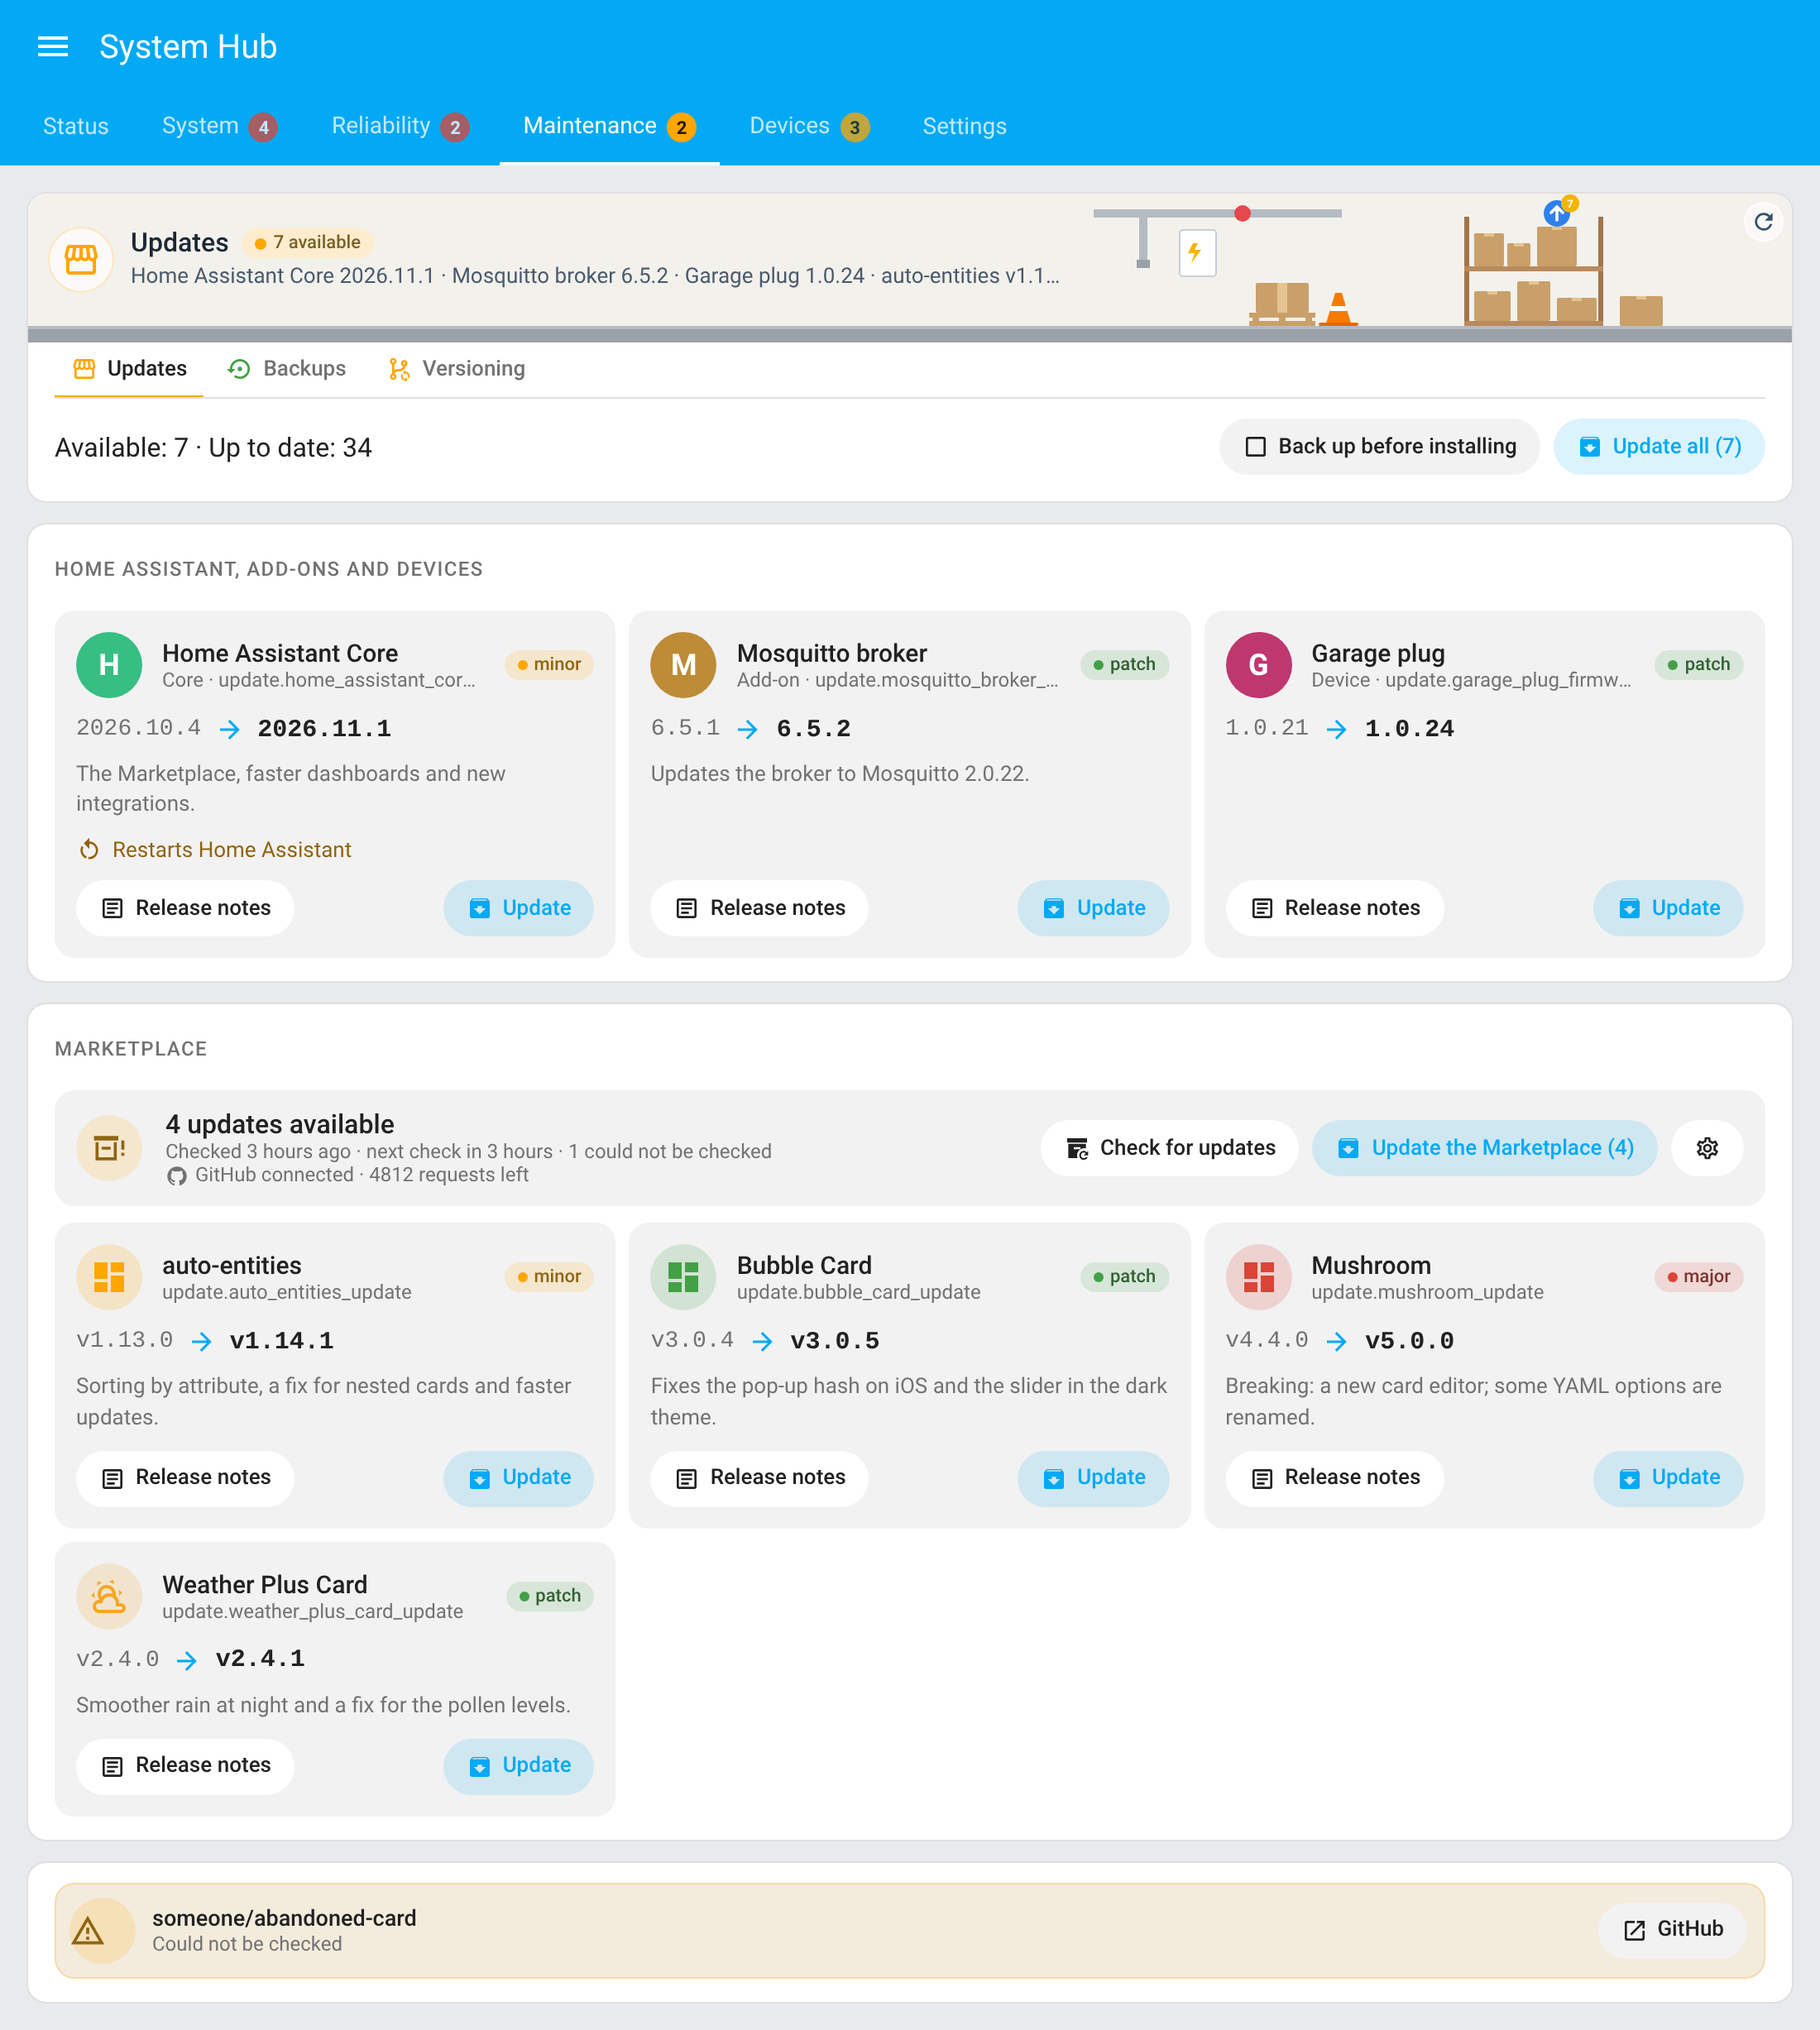 System Hub
Status
System 4
Reliability 2
Maintenance 2
Devices 3
Settings
Updates
7 available
7
Home Assistant Core 2026.11.1 · Mosquitto broker 6.5.2 · Garage plug 1.0.24 · auto-entities v1.1…
Updates
Backups
Versioning
Available: 7 · Up to date: 34
Back up before installing
Update all (7)
HOME ASSISTANT, ADD-ONS AND DEVICES
H
Home Assistant Core
minor
Core · update.home_assistant_cor…
2026.10.4 → 2026.11.1
The Marketplace, faster dashboards and new
integrations.
Restarts Home Assistant
Release notes
Update
M
Mosquitto broker
patch
Add-on · update.mosquitto_broker_…
6.5.1 → 6.5.2
Updates the broker to Mosquitto 2.0.22.
Release notes
Update
G
Garage plug
patch
Device · update.garage_plug_firmw…
1.0.21 → 1.0.24
Release notes
Update
MARKETPLACE
4 updates available
Checked 3 hours ago · next check in 3 hours · 1 could not be checked
GitHub connected · 4812 requests left
Check for updates
Update the Marketplace (4)
auto-entities
minor
update.auto_entities_update
v1.13.0 → v1.14.1
Sorting by attribute, a fix for nested cards and faster
updates.
Release notes
Update
Bubble Card
patch
update.bubble_card_update
v3.0.4 → v3.0.5
Fixes the pop-up hash on iOS and the slider in the dark
theme.
Release notes
Update
Mushroom
major
update.mushroom_update
v4.4.0 → v5.0.0
Breaking: a new card editor; some YAML options are
renamed.
Release notes
Update
Weather Plus Card
patch
update.weather_plus_card_update
v2.4.0 → v2.4.1
Smoother rain at night and a fix for the pollen levels.
Release notes
Update
someone/abandoned-card
Could not be checked
GitHub